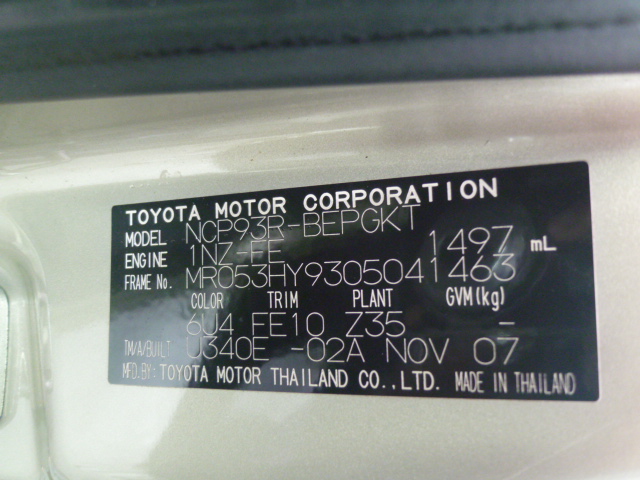 TOYOTA MOTOR CORPORATION
MODEL NCP93R-BEPGKT
ENGINE 1NZ-FE 1497 mL
FRAME No. MR053HY9305041463
COLOR TRIM PLANT GVM(kg)
6U4 FE10 Z35 -
TM/A/BUILT U340E -02A NOV 07
MFD.BY: TOYOTA MOTOR THAILAND CO.,LTD. MADE IN THAILAND